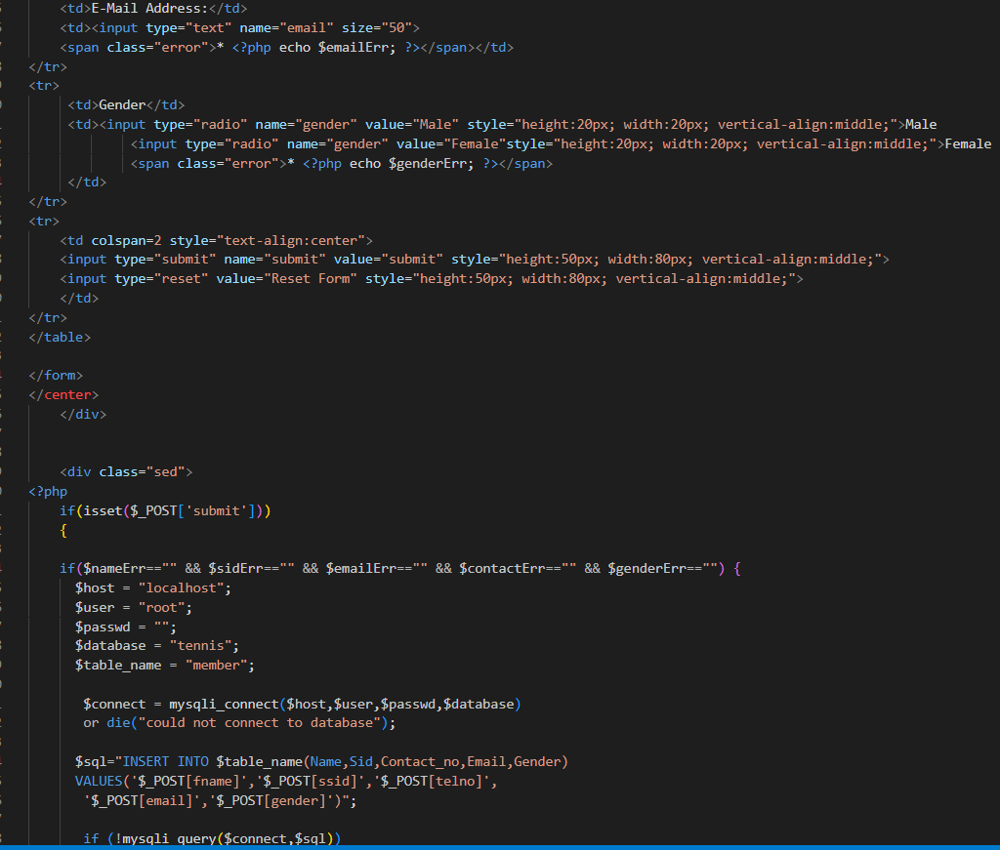 <td>E-Mail Address:</td>
<td><input type="text" name="email" size="50">
<span class="error">* <?php echo $emailErr; ?></span></td>
</tr>
<tr>
<td>Gender</td>
<td><input type="radio" name="gender" value="Male" style="height:20px; width:20px; vertical-align:middle;">Male
<input type="radio" name="gender" value="Female"style="height:20px; width:20px; vertical-align:middle;">Female
<span class="error">* <?php echo $genderErr; ?></span>
</td>
</tr>
<tr>
<td colspan=2 style="text-align:center">
<input type="submit" name="submit" value="submit" style="height:50px; width:80px; vertical-align:middle;">
<input type="reset" value="Reset Form" style="height:50px; width:80px; vertical-align:middle;">
</td>
</tr>
</table>
</form>
</center>
</div>
<div class="sed">
<?php
if(isset($_POST['submit']))
{
if($nameErr=="" && $sidErr=="" && $emailErr=="" && $contactErr=="" && $genderErr=="") {
$host = "localhost";
$user = "root";
$passwd = "";
$database = "tennis";
$table_name = "member";
$connect = mysqli_connect($host,$user,$passwd,$database)
or die("could not connect to database");
$sql="INSERT INTO $table_name(Name,Sid,Contact_no,Email,Gender)
VALUES('$_POST[fname]','$_POST[ssid]','$_POST[telno]',
'$_POST[email]','$_POST[gender]')";
if (!mysqli_query($connect,$sql))